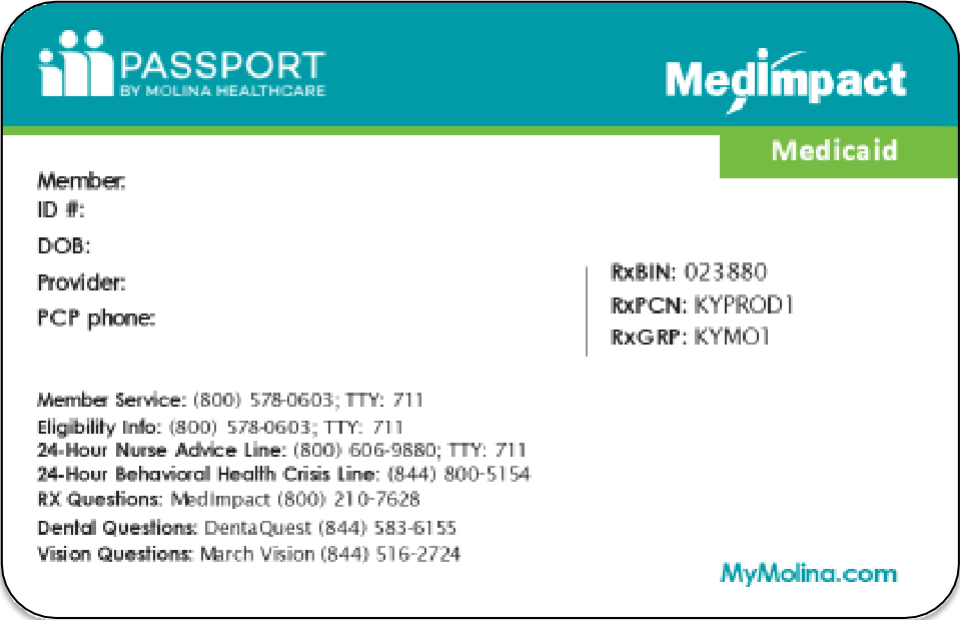 PASSPORT
BY MOLINA HEALTHCARE
MedImpact
Medicaid
Member:
ID #:
DOB:
Provider:
PCP phone:
RxBIN: 023880
RxPCN: KYPROD1
RxGRP: KYMO1
Member Service: (800) 578-0603; TTY: 711
Eligibility Info: (800) 578-0603; TTY: 711
24-Hour Nurse Advice Line: (800) 606-9880; TTY: 711
24-Hour Behavioral Health Crisis Line: (844) 800-5154
RX Questions: MedImpact (800) 210-7628
Dental Questions: DentaQuest (844) 583-6155
Vision Questions: March Vision (844) 516-2724
MyMolina.com